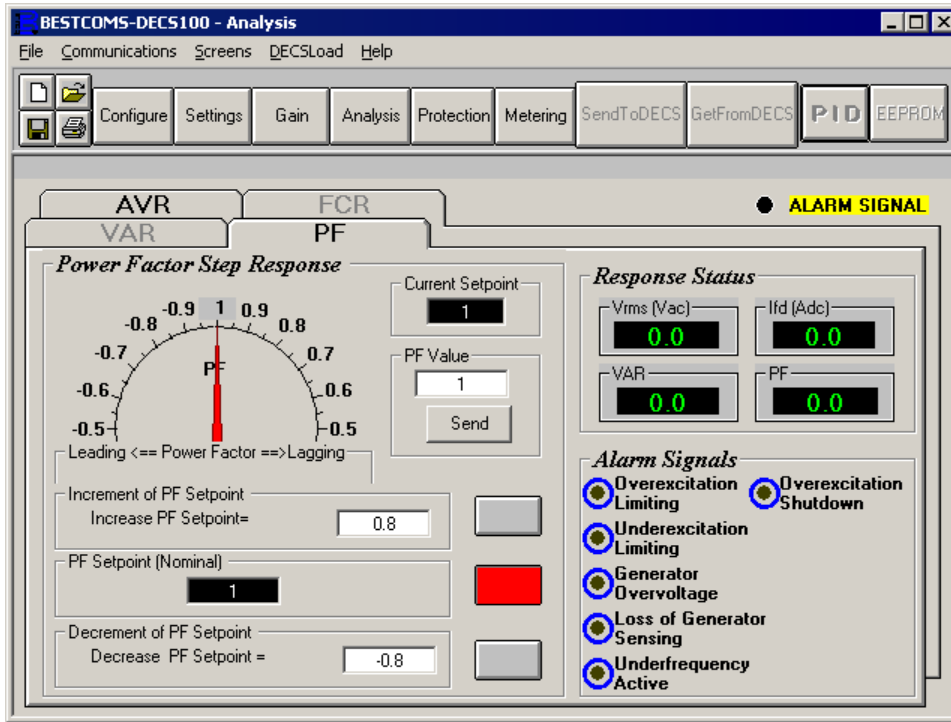 BESTCOMS-DECS100 - Analysis
File Communications Screens DECSLoad Help
Configure Settings Gain Analysis Protection Metering SendToDECS GetFromDECS PID EEPROM
AVR FCR
ALARM SIGNAL
VAR PF
Power Factor Step Response
-0.9 1 0.9
-0.8 0.8
-0.7 0.7
-0.6 0.6
-0.5 0.5
PF
Leading <== Power Factor ==>Lagging
Current Setpoint
1
PF Value
1
Send
Increment of PF Setpoint
Increase PF Setpoint=
0.8
PF Setpoint (Nominal)
1
Decrement of PF Setpoint
Decrease PF Setpoint =
-0.8
Response Status
Vrms (Vac) Ifd (Adc)
0.0 0.0
VAR PF
0.0 0.0
Alarm Signals
Overexcitation Limiting
Overexcitation Shutdown
Underexcitation Limiting
Generator Overvoltage
Loss of Generator Sensing
Underfrequency Active